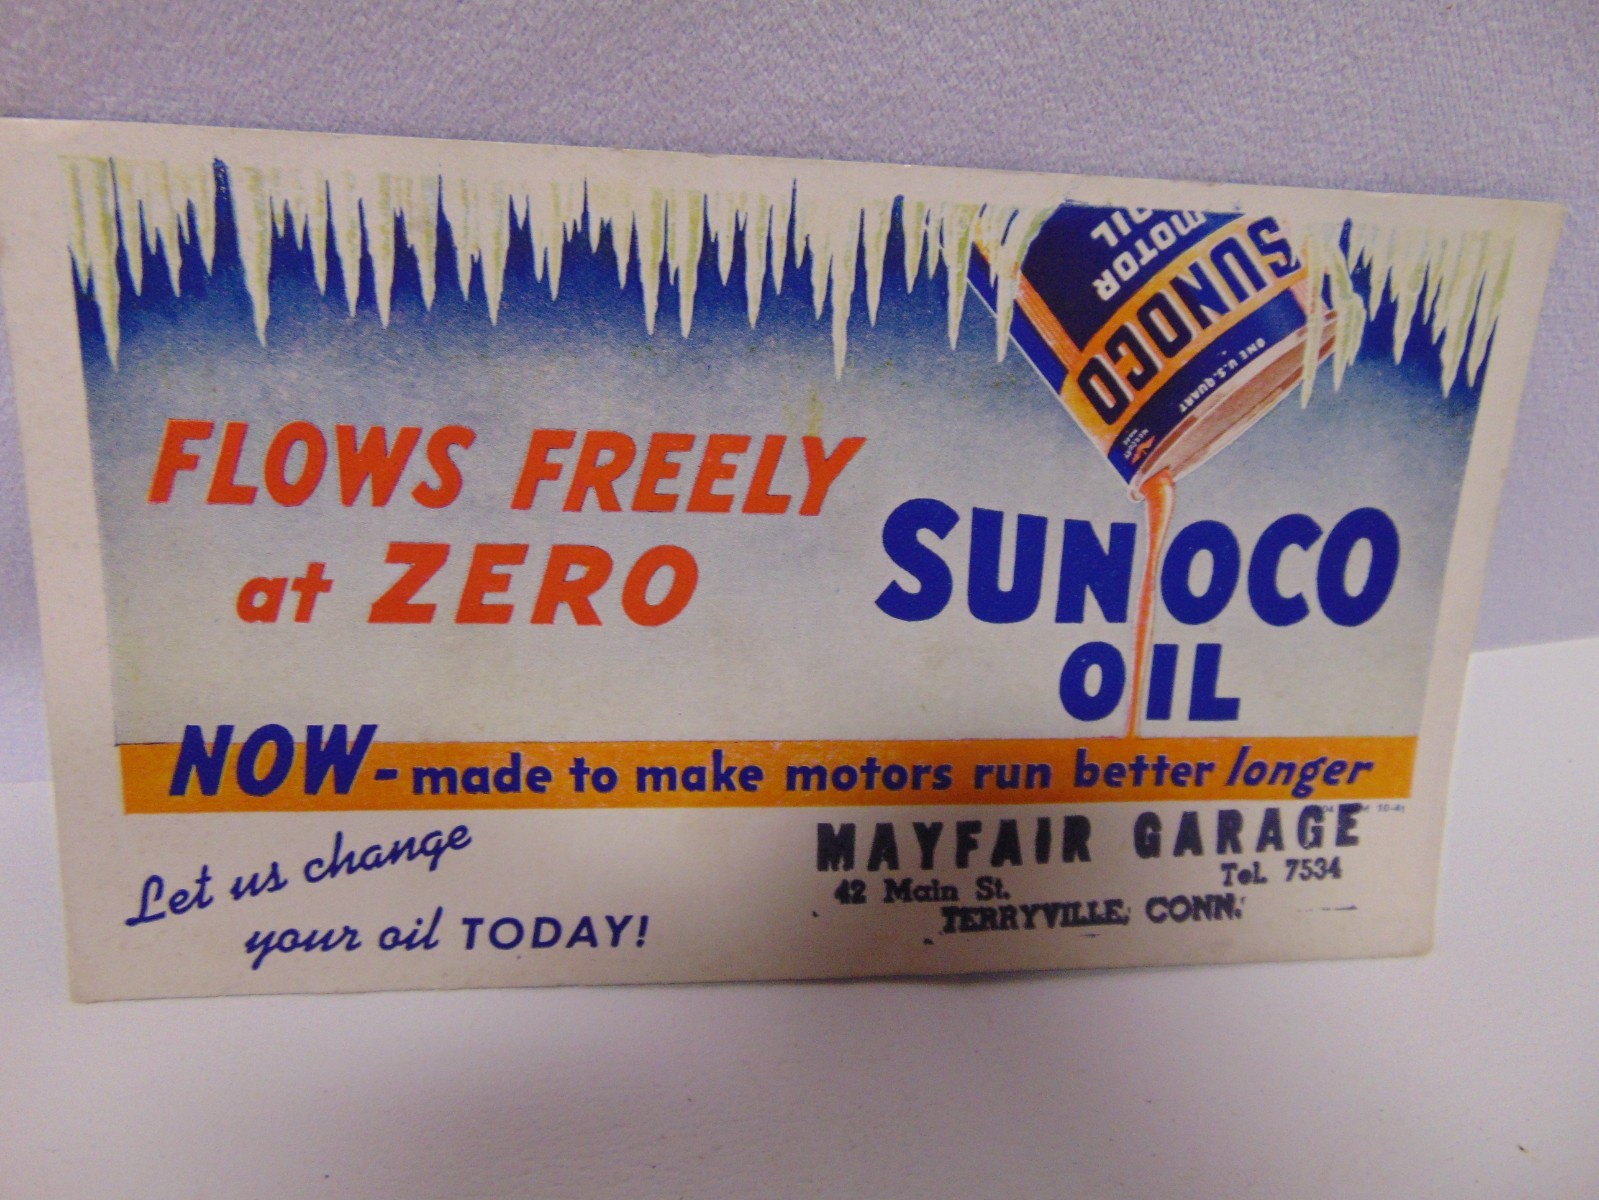 SUNOCO
MOTOR
OIL
ONE U.S. QUART
FLOWS FREELY
at ZERO
SUNOCO
OIL
NOW- made to make motors run better longer
Let us change
your oil TODAY!
MAYFAIR GARAGE
42 Main St. Tel. 7534
TERRYVILLE, CONN.